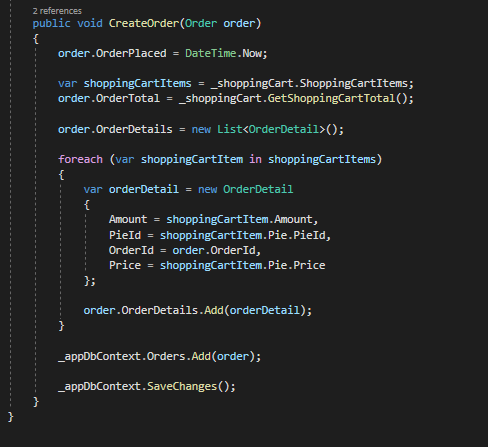 2 references
public void CreateOrder(Order order)
{
order.OrderPlaced = DateTime.Now;
var shoppingCartItems = _shoppingCart.ShoppingCartItems;
order.OrderTotal = _shoppingCart.GetShoppingCartTotal();
order.OrderDetails = new List<OrderDetail>();
foreach (var shoppingCartItem in shoppingCartItems)
{
var orderDetail = new OrderDetail
{
Amount = shoppingCartItem.Amount,
PieId = shoppingCartItem.Pie.PieId,
OrderId = order.OrderId,
Price = shoppingCartItem.Pie.Price
};
order.OrderDetails.Add(orderDetail);
}
_appDbContext.Orders.Add(order);
_appDbContext.SaveChanges();
}
}